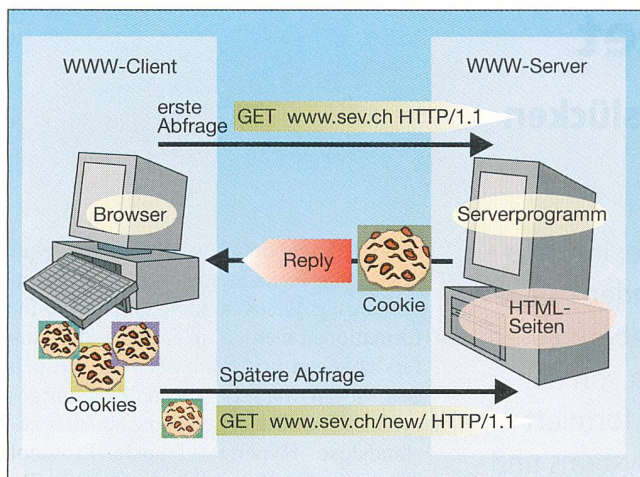 WWW-Client
WWW-Server
erste
Abfrage
GET www.sev.ch HTTP/1.1
Browser
Serverprogramm
Reply
Cookie
HTML-
Seiten
Cookies
Spätere Abfrage
GET www.sev.ch/new/ HTTP/1.1